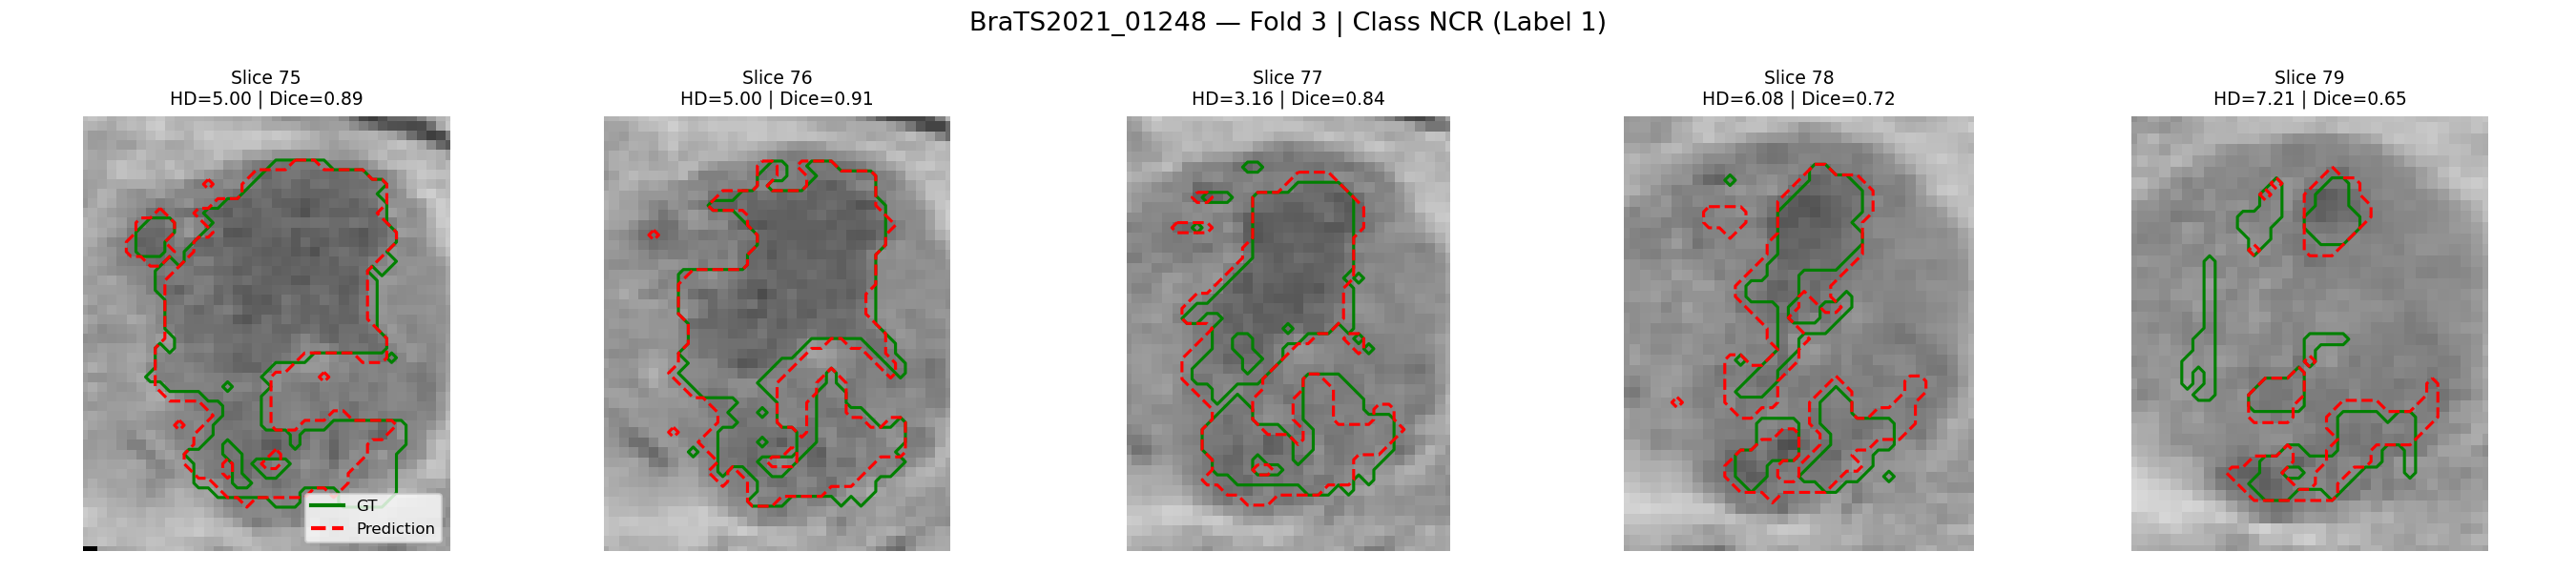 BraTS2021_01248 — Fold 3 | Class NCR (Label 1)
Slice 75
HD=5.00 | Dice=0.89
Slice 76
HD=5.00 | Dice=0.91
Slice 77
HD=3.16 | Dice=0.84
Slice 78
HD=6.08 | Dice=0.72
Slice 79
HD=7.21 | Dice=0.65
GT
Prediction